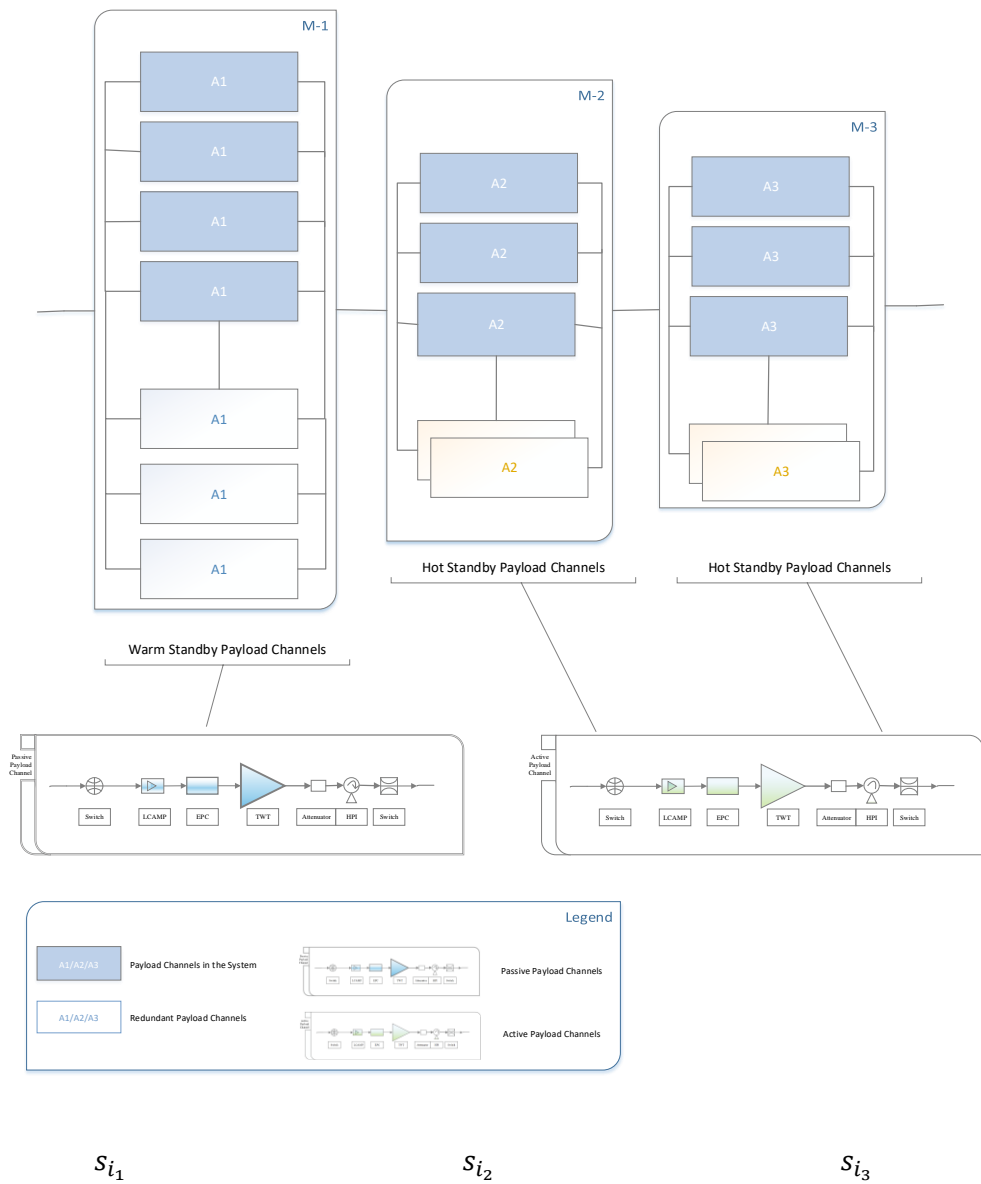 M-1
A1
A1
A1
A1
A1
A1
A1
M-2
A2
A2
A2
A2
M-3
A3
A3
A3
A3
Hot Standby Payload Channels
Hot Standby Payload Channels
Warm Standby Payload Channels
Passive
Payload
Channel
Switch
LCAMP
EPC
TWT
Attenuator
HPI
Switch
Active
Payload
Channel
Switch
LCAMP
EPC
TWT
Attenuator
HPI
Switch
Legend
A1/A2/A3
Payload Channels in the System
Passive Payload Channels
A1/A2/A3
Redundant Payload Channels
Active Payload Channels
s_{i_1}
s_{i_2}
s_{i_3}